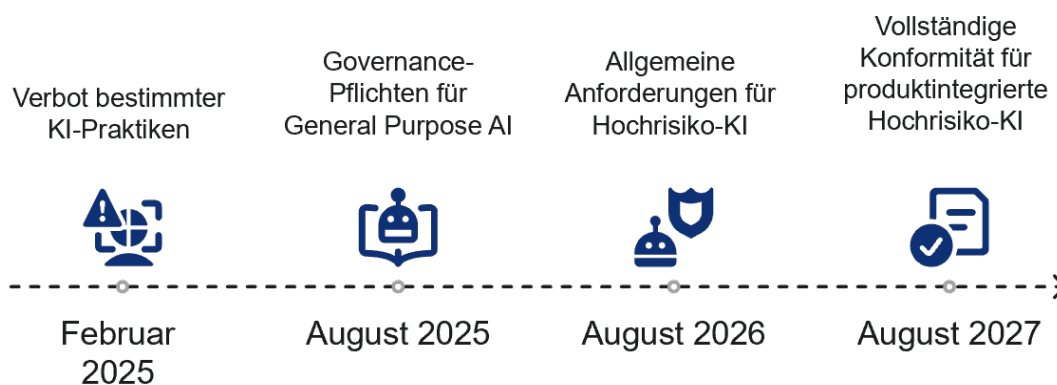 Verbot bestimmter
KI-Praktiken
Februar
2025
Governance-
Pflichten für
General Purpose AI
August 2025
Allgemeine
Anforderungen für
Hochrisiko-KI
August 2026
Vollständige
Konformität für
produktintegrierte
Hochrisiko-KI
August 2027